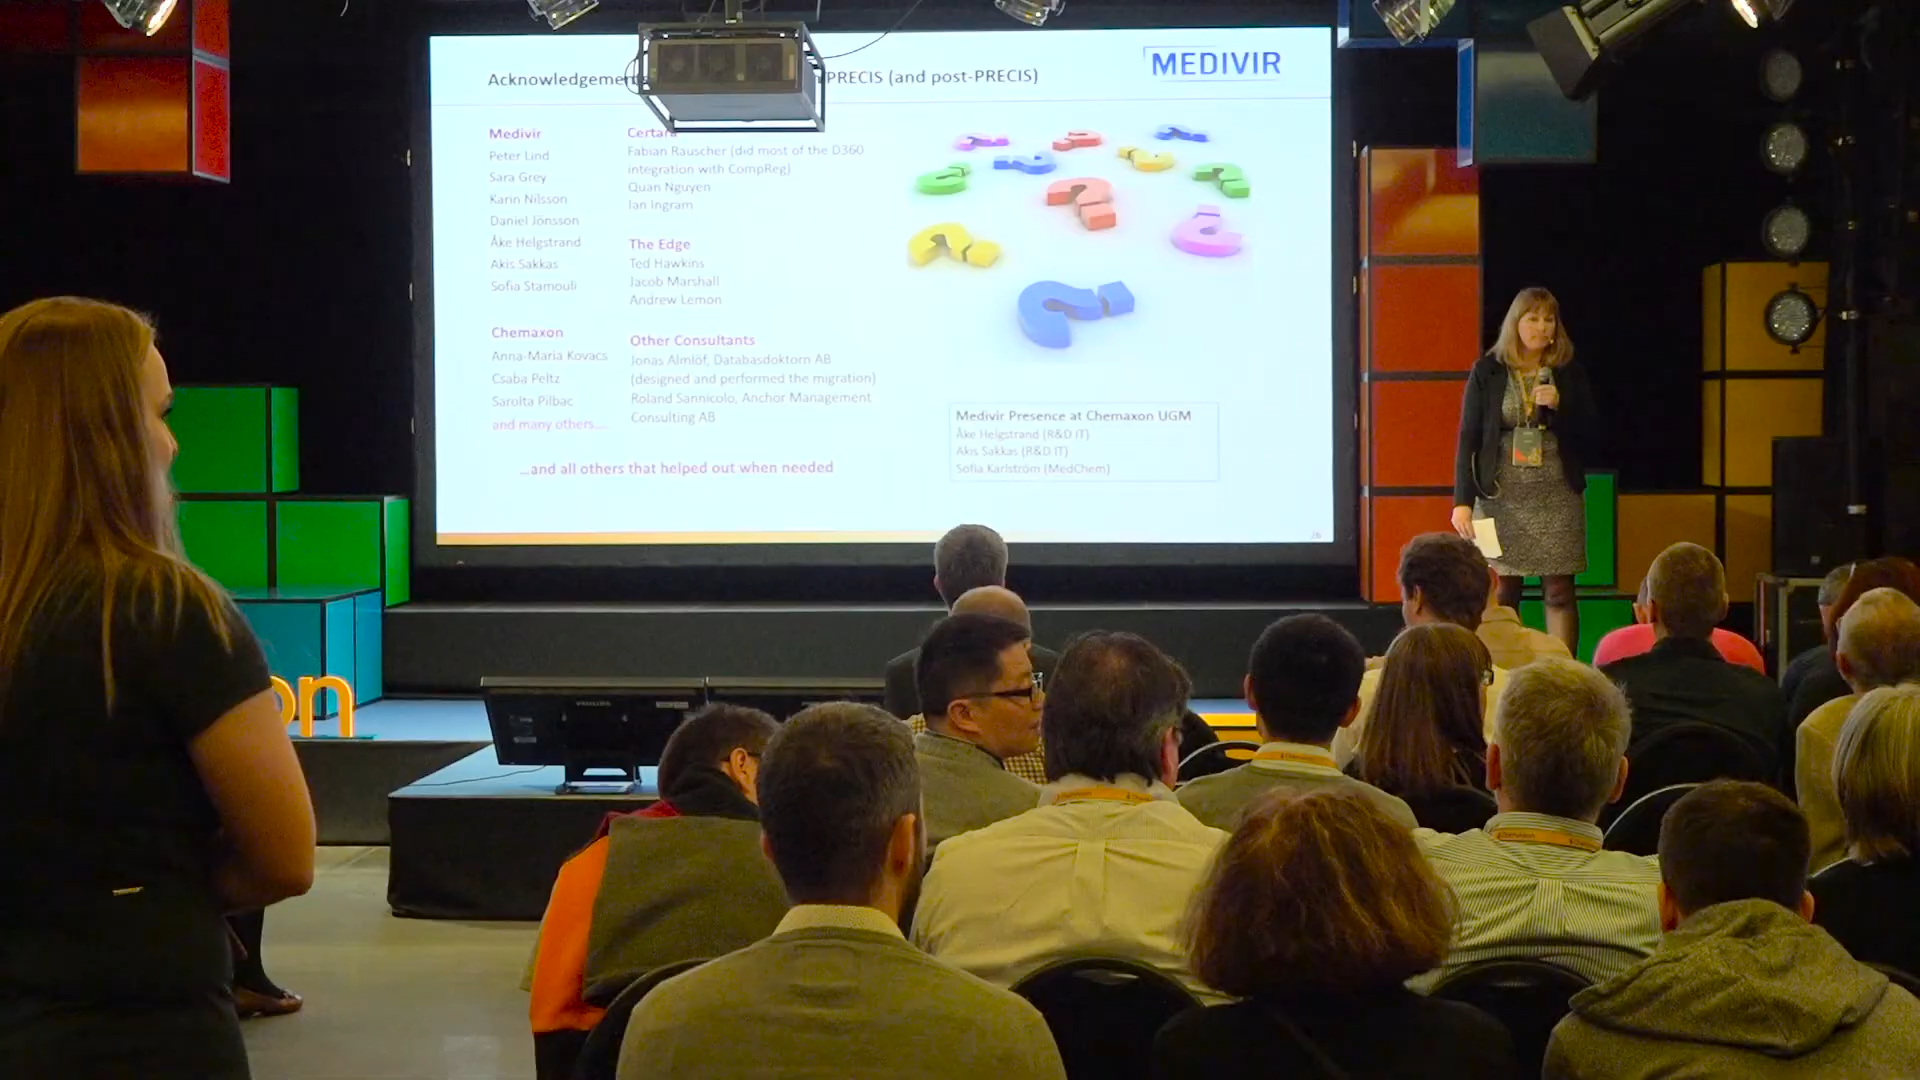 Acknowledgemen PRECIS (and post-PRECIS)
MEDIVIR
Medivir
Peter Lind
Sara Grey
Karin Nilsson
Daniel Jönsson
Åke Helgstrand
Akis Sakkas
Sofia Stamouli
Chemaxon
Anna-Maria Kovacs
Csaba Peltz
Sarolta Pilbac
and many others....
Certara
Fabian Rauscher (did most of the D360
integration with CompReg)
Quan Nguyen
Ian Ingram
The Edge
Ted Hawkins
Jacob Marshall
Andrew Lemon
Other Consultants
Jonas Almlöf, Databasdoktorn AB
(designed and performed the migration)
Roland Sannicolo, Anchor Management
Consulting AB
...and all others that helped out when needed
Medivir Presence at Chemaxon UGM
Åke Helgstrand (R&D IT)
Akis Sakkas (R&D IT)
Sofia Karlström (MedChem)
26
on
PHILIPS